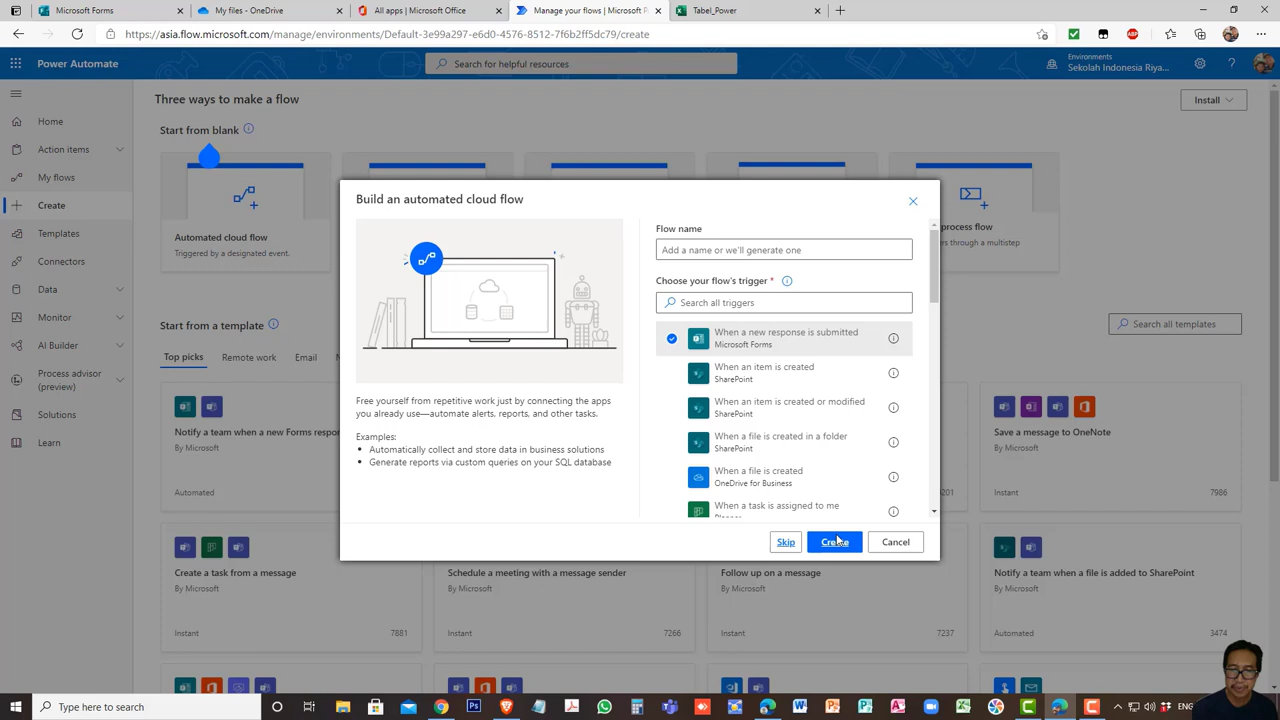 Microsoft Forms
My files - OneDrive
All apps | Microsoft Office
Manage your flows | Microsoft P
Tabel_Power
https://asia.flow.microsoft.com/manage/environments/Default-3e99a297-e6d0-4576-8512-7f6b2ff5dc79/create
Power Automate
Search for helpful resources
Environments
Sekolah Indonesia Riya...
Three ways to make a flow
Install
Home
Action items
My flows
Create
Templates
Connectors
Data
Monitor
AI Builder
Process advisor
(preview)
Solutions
Learn
Start from blank
Automated cloud flow
Triggered by a designated event.
process flow
ers through a multistep
Build an automated cloud flow
Free yourself from repetitive work just by connecting the apps
you already use—automate alerts, reports, and other tasks.
Examples:
• Automatically collect and store data in business solutions
• Generate reports via custom queries on your SQL database
Flow name
Add a name or we'll generate one
Choose your flow's trigger *
Search all triggers
When a new response is submitted
Microsoft Forms
When an item is created
SharePoint
When an item is created or modified
SharePoint
When a file is created in a folder
SharePoint
When a file is created
OneDrive for Business
When a task is assigned to me
Planner
Skip
Create
Cancel
Start from a template
Search all templates
Top picks
Remote work
Email
Notify a team when a new Forms respo
By Microsoft
Automated
201
Save a message to OneNote
By Microsoft
Instant
7986
Create a task from a message
By Microsoft
Instant
7881
Schedule a meeting with a message sender
By Microsoft
Instant
7266
Follow up on a message
By Microsoft
Instant
7237
Notify a team when a file is added to SharePoint
By Microsoft
Automated
3474
Type here to search
ENG